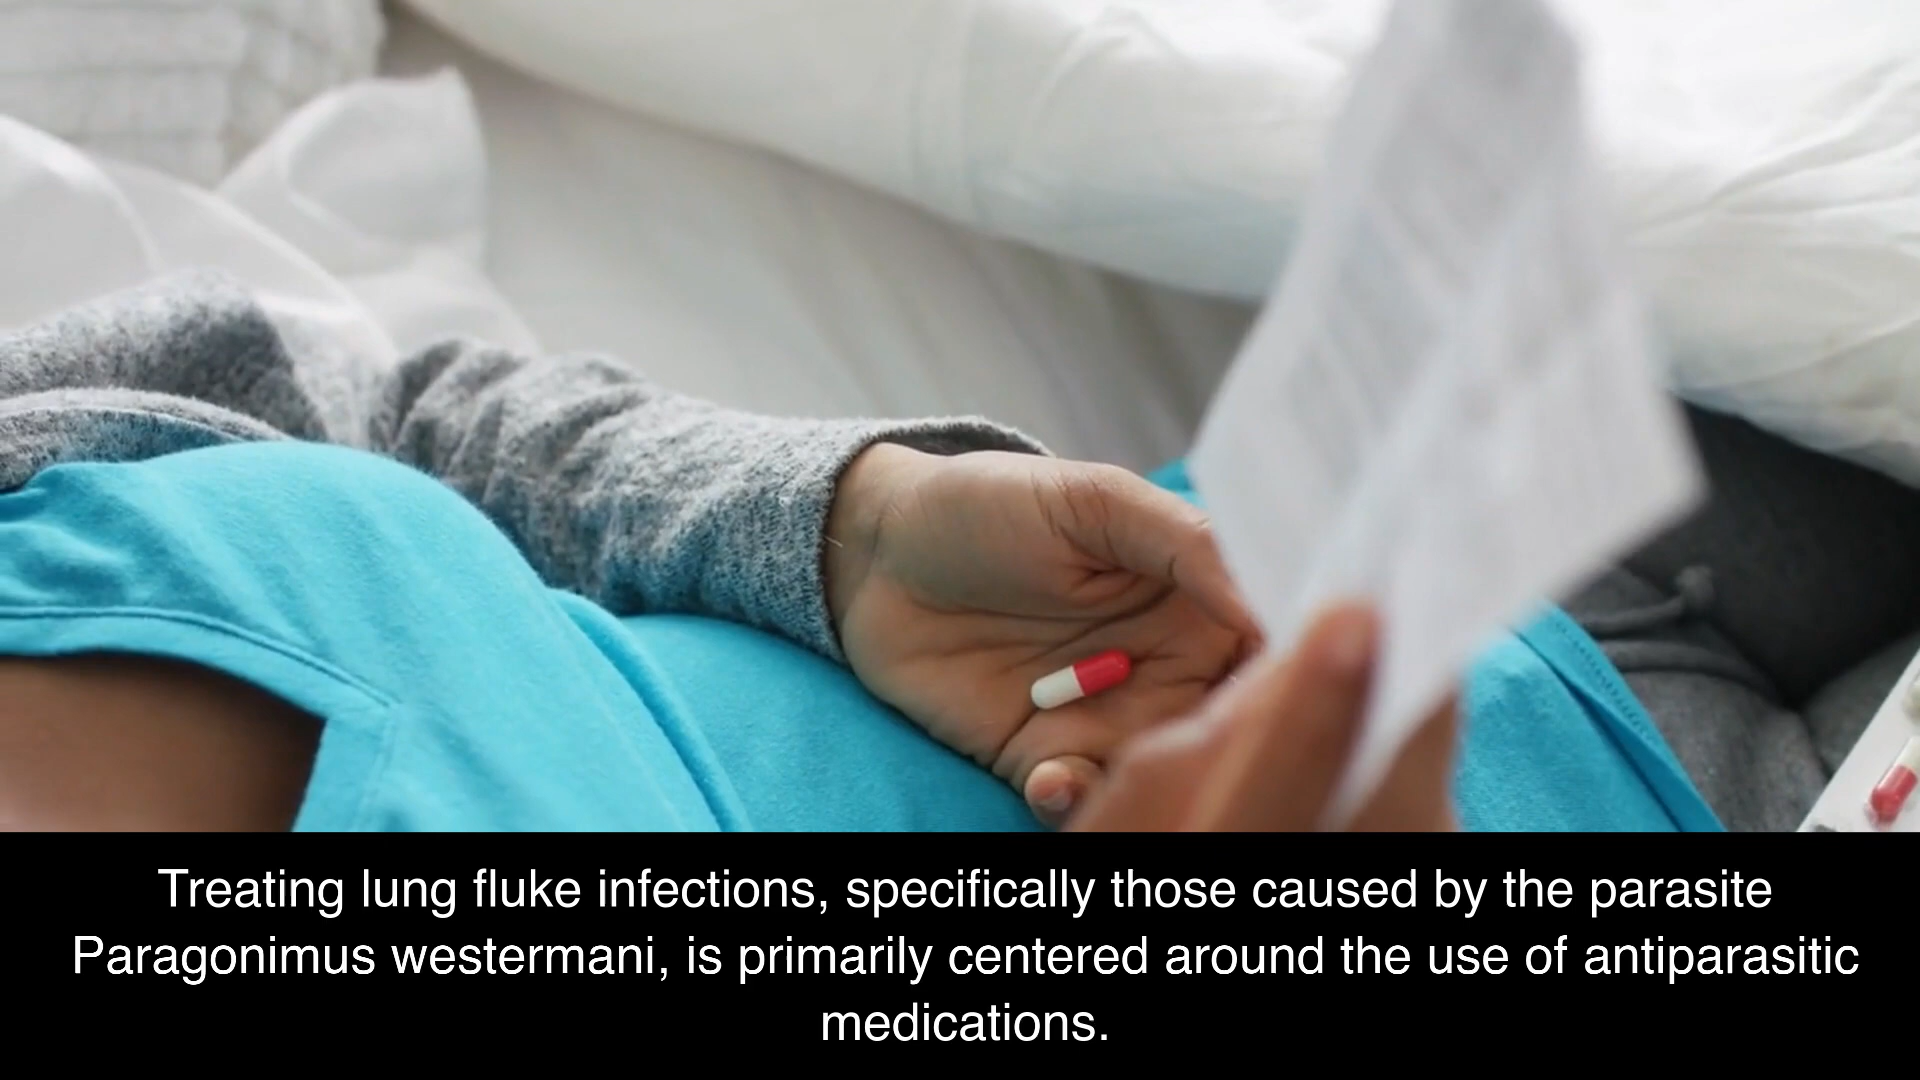 Treating lung fluke infections, specifically those caused by the parasite
Paragonimus westermani, is primarily centered around the use of antiparasitic
medications.